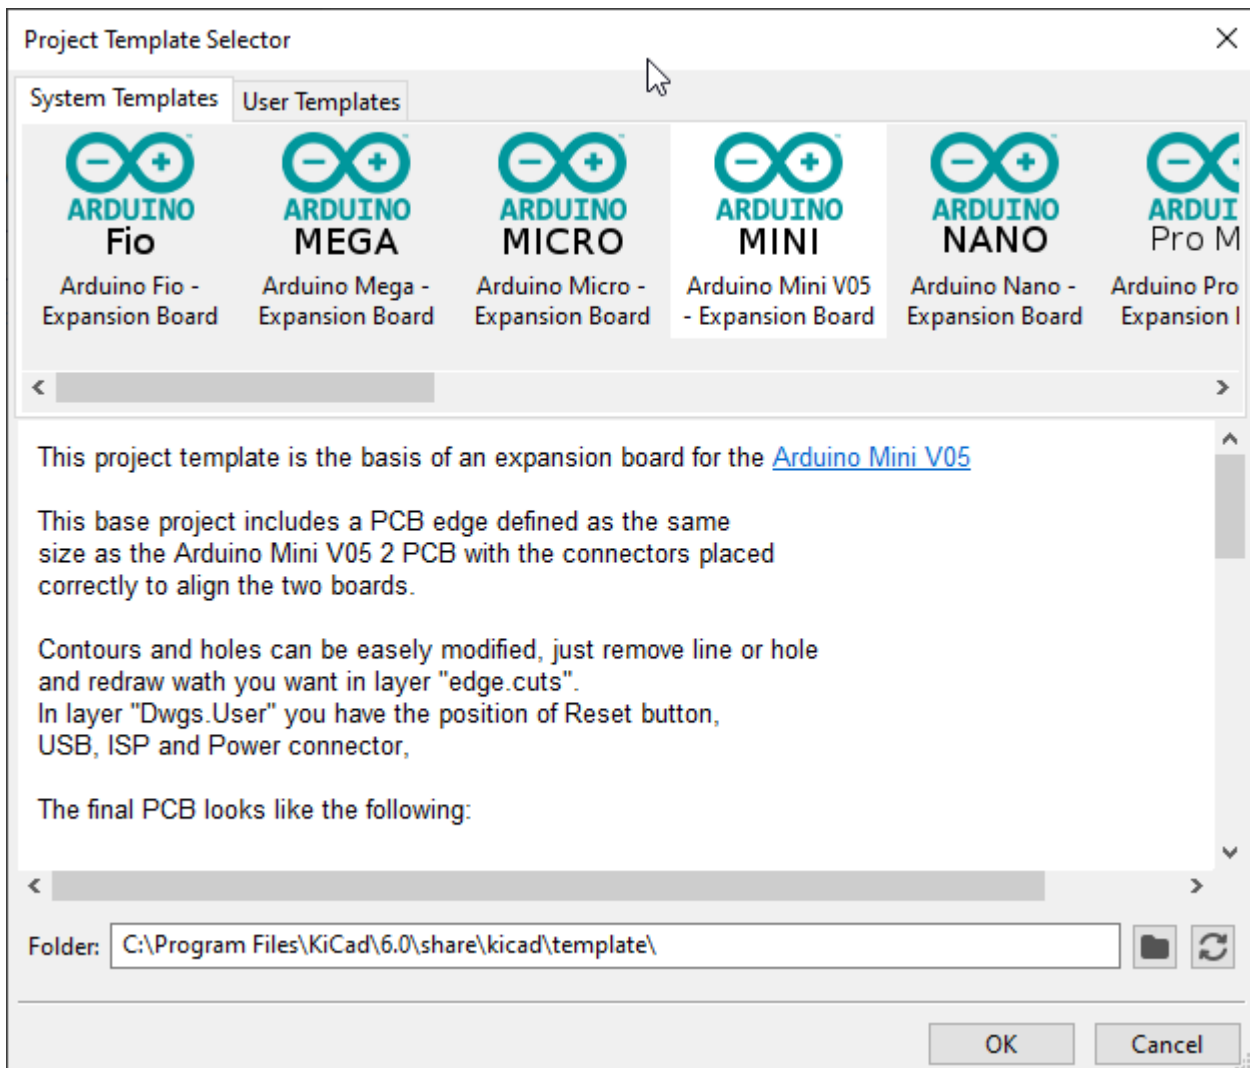 Project Template Selector
System Templates
User Templates
ARDUINO
Fio
Arduino Fio -
Expansion Board
ARDUINO
MEGA
Arduino Mega -
Expansion Board
ARDUINO
MICRO
Arduino Micro -
Expansion Board
ARDUINO
MINI
Arduino Mini V05
- Expansion Board
ARDUINO
NANO
Arduino Nano -
Expansion Board
ARDUI
Pro M
Arduino Pro
Expansion
This project template is the basis of an expansion board for the Arduino Mini V05
This base project includes a PCB edge defined as the same
size as the Arduino Mini V05 2 PCB with the connectors placed
correctly to align the two boards.
Contours and holes can be easely modified, just remove line or hole
and redraw wath you want in layer "edge.cuts".
In layer "Dwgs.User" you have the position of Reset button,
USB, ISP and Power connector,
The final PCB looks like the following:
Folder: C:\Program Files\KiCad\6.0\share\kicad\template\
OK
Cancel